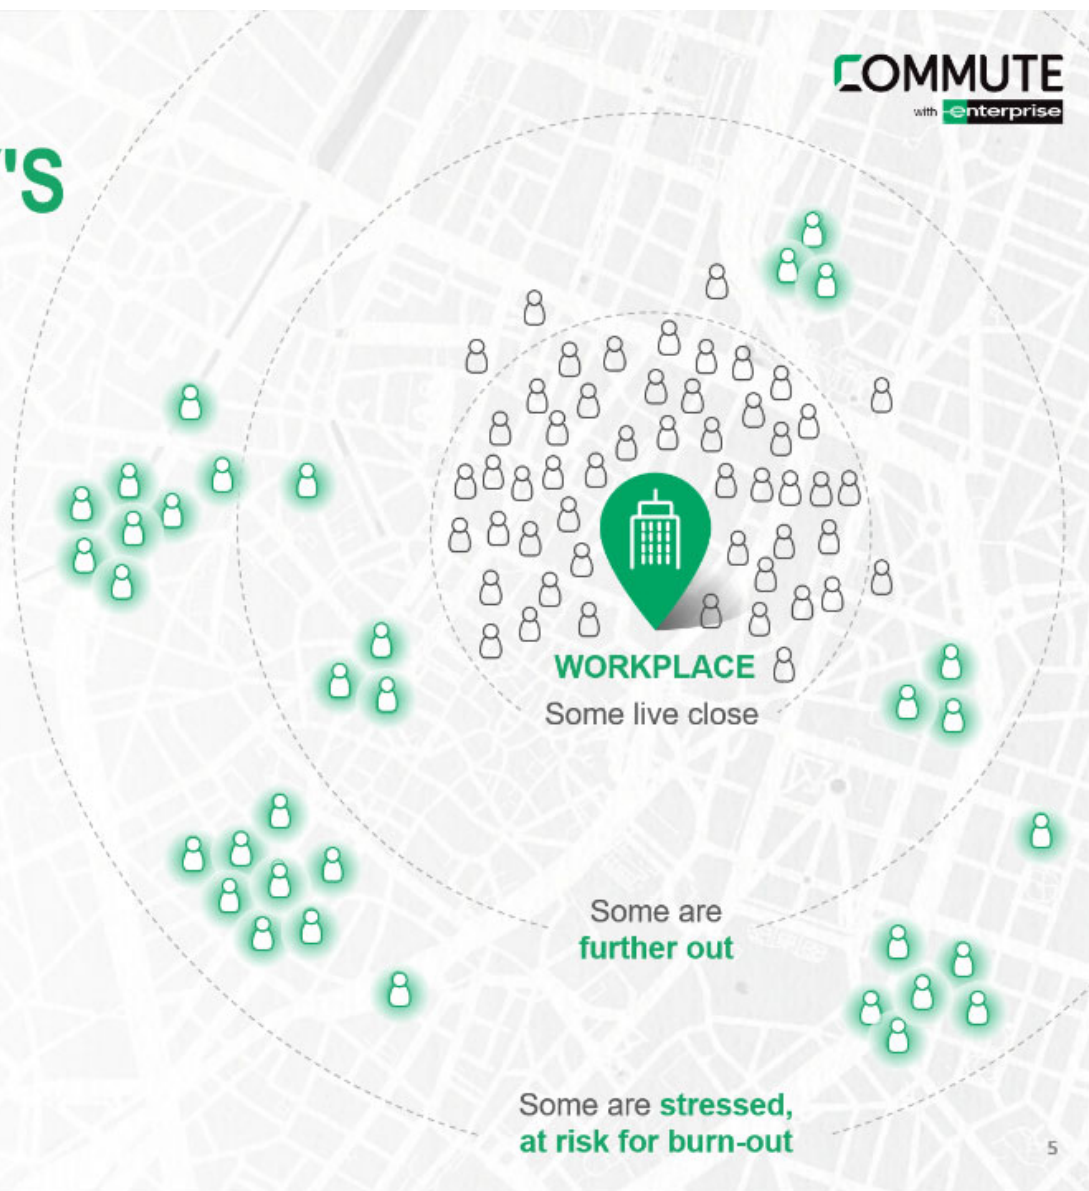 COMMUTE
with enterprise
'S
WORKPLACE
Some live close
Some are
further out
Some are stressed,
at risk for burn-out
5